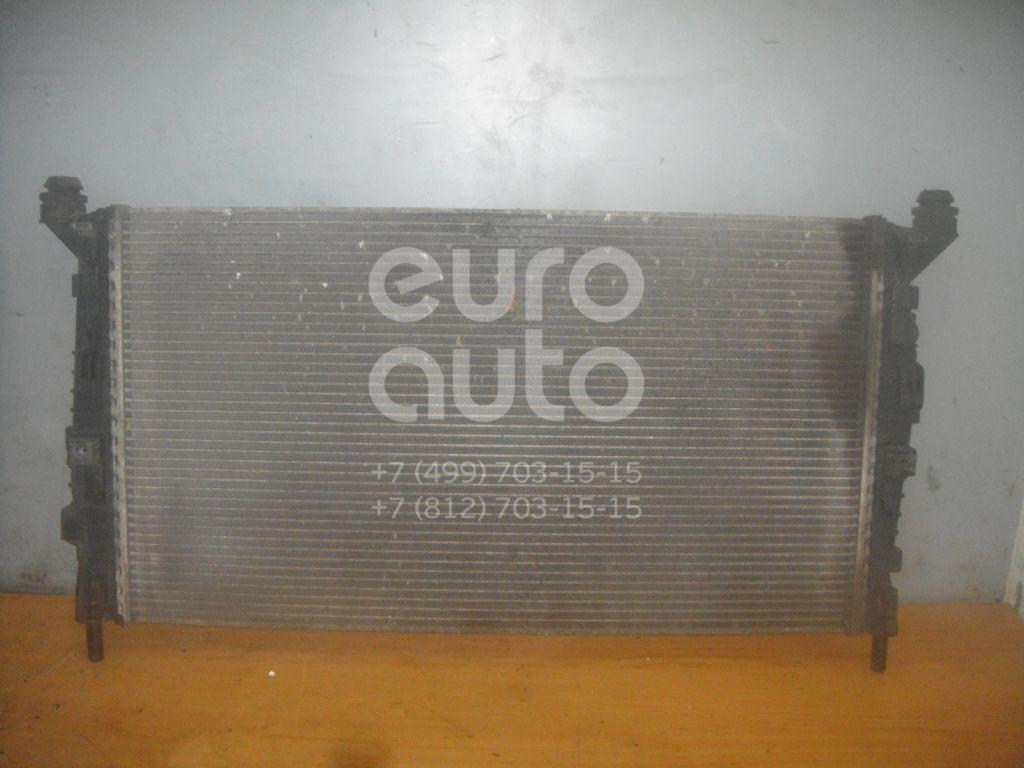 euro
auto
+7 (499) 703-15-15
+7 (812) 703-15-15